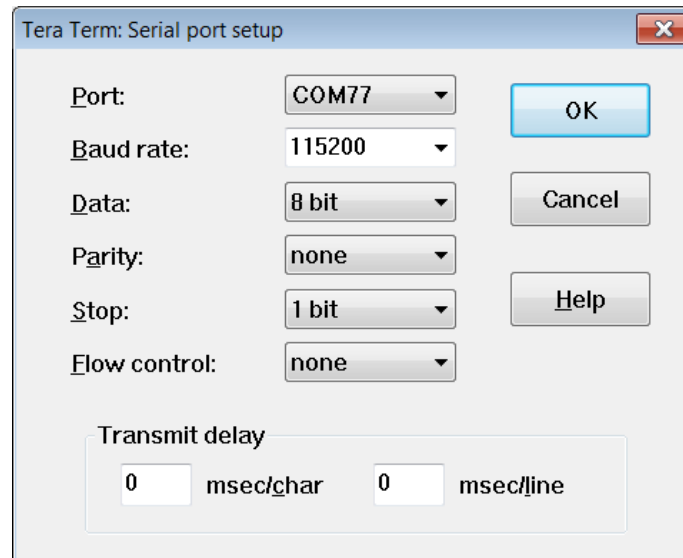 Tera Term: Serial port setup
Port: COM77
OK
Baud rate: 115200
Data: 8 bit
Cancel
Parity: none
Stop: 1 bit
Help
Flow control: none
Transmit delay
0 msec/char 0 msec/line